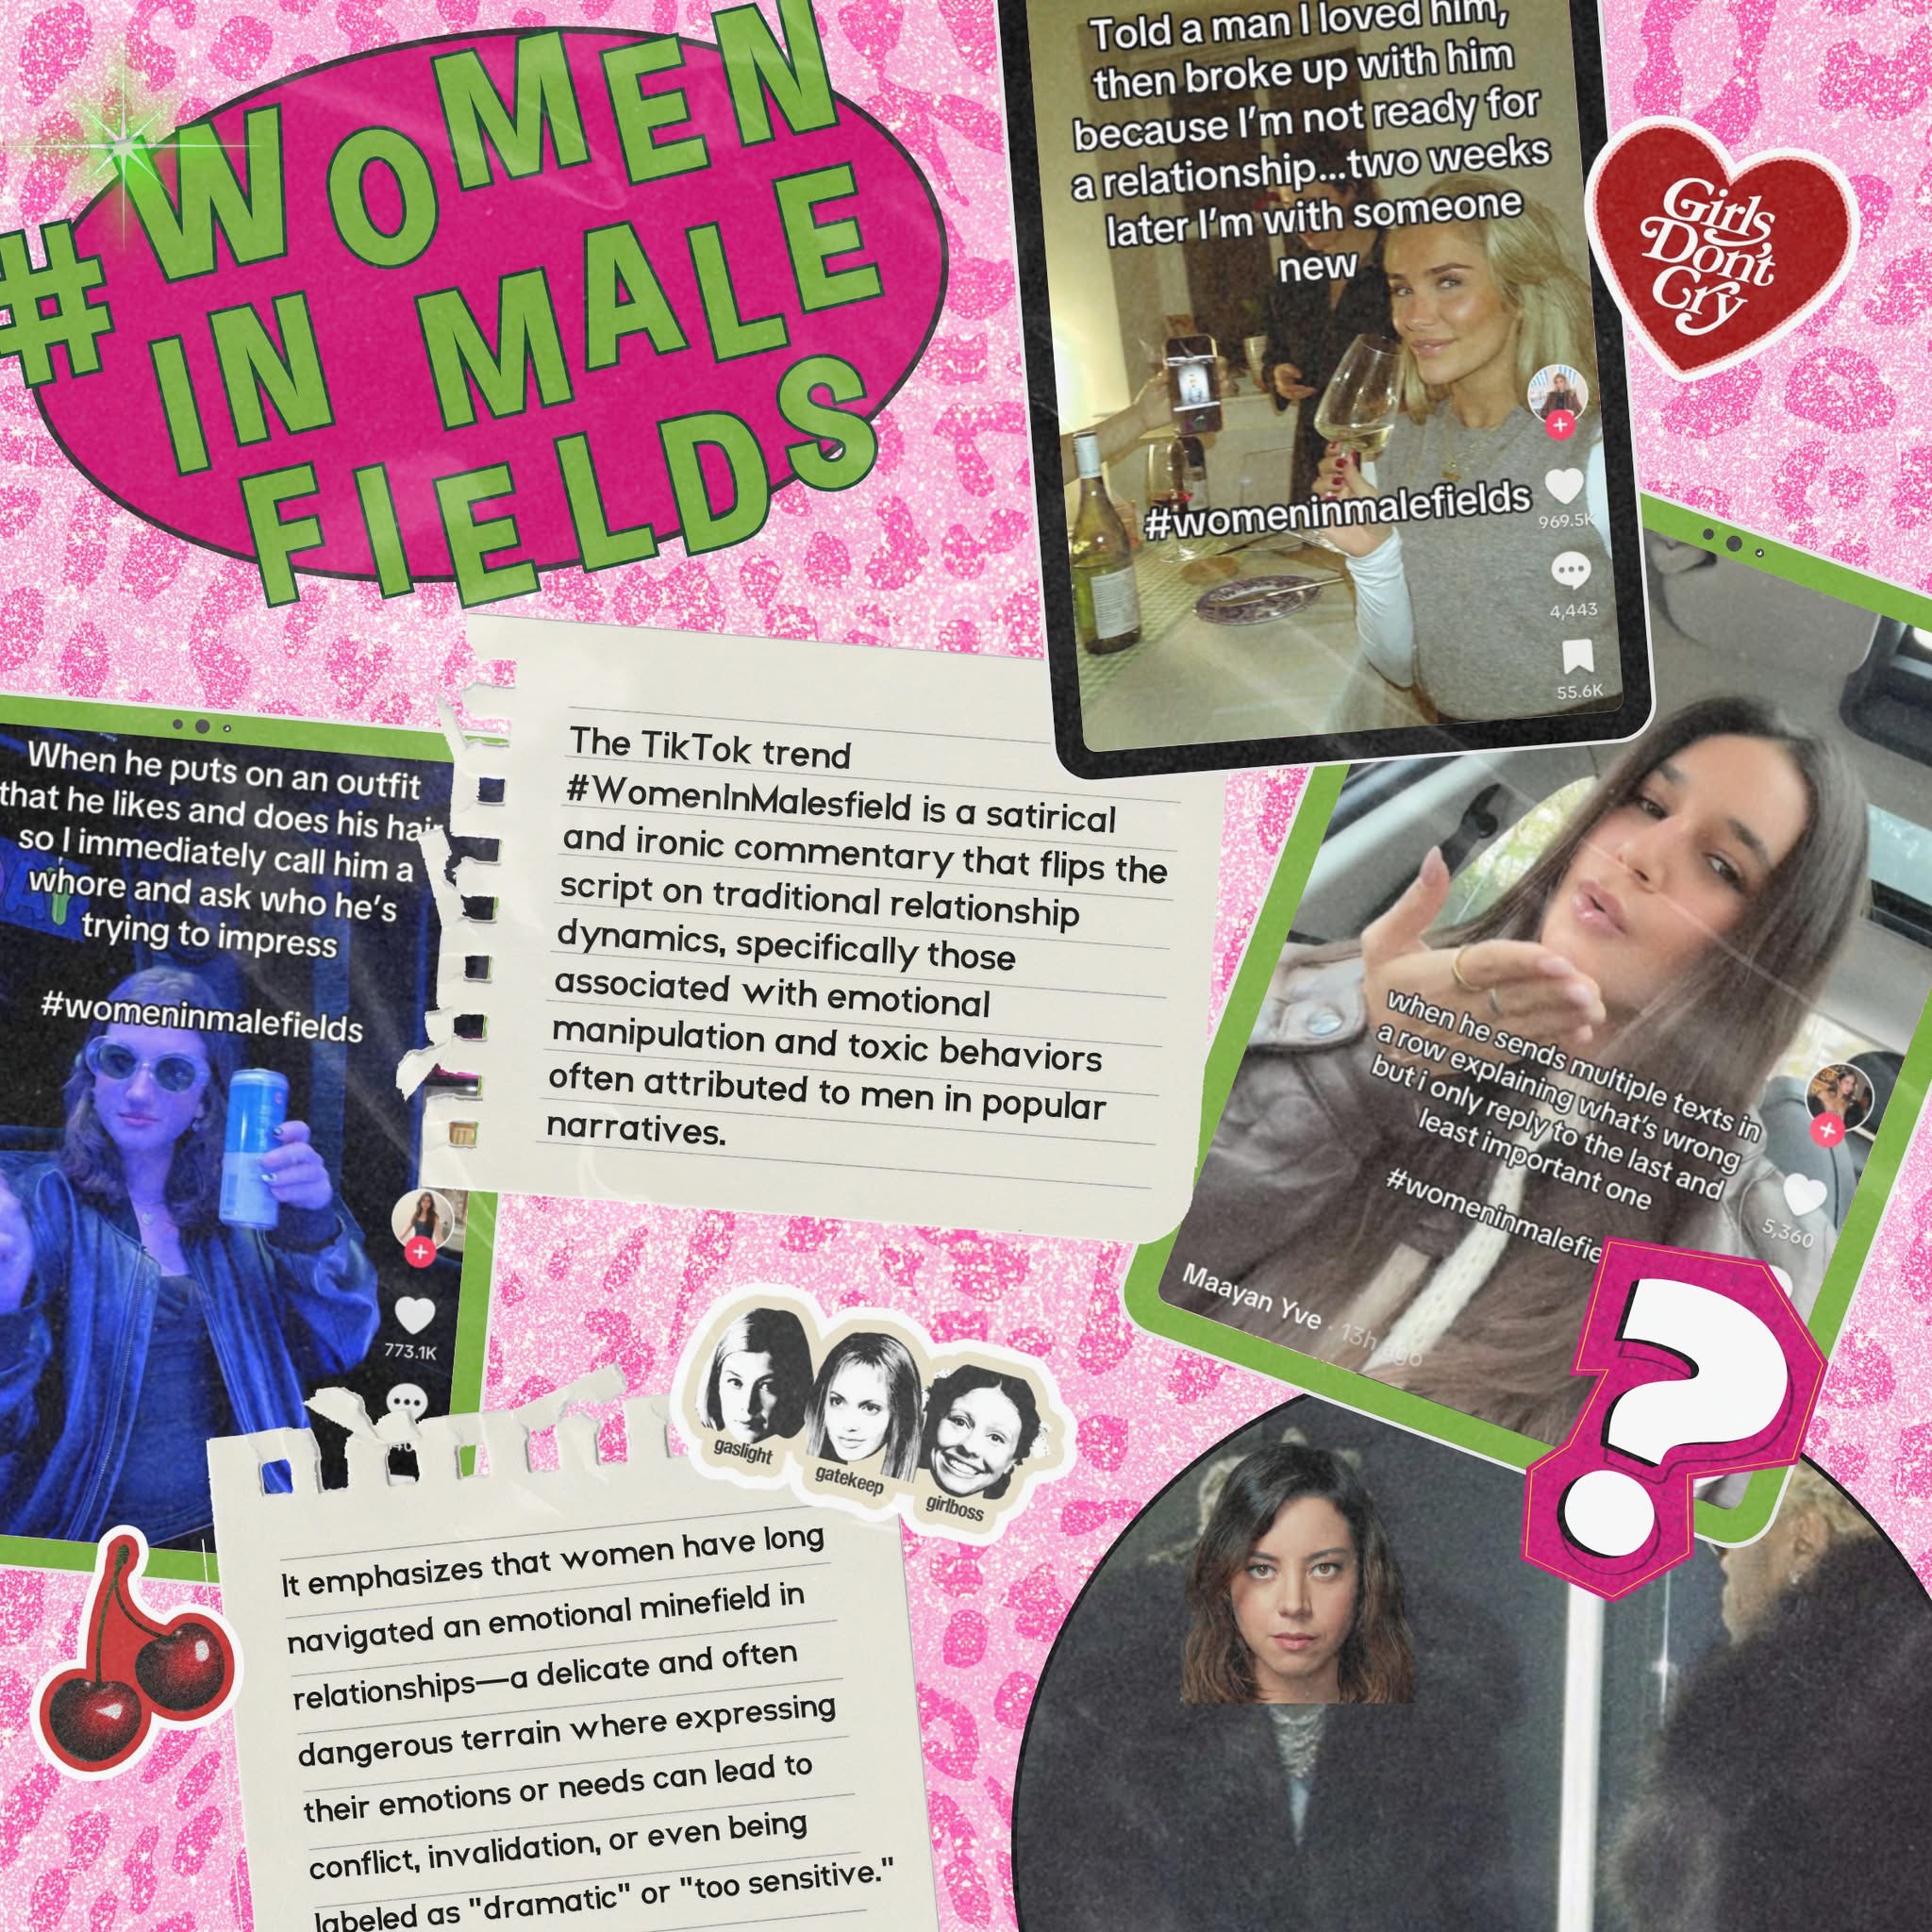 #WOMEN
IN MALE
FIELDS
Told a man I loved him,
then broke up with him
because I'm not ready for
a relationship...two weeks
later I'm with someone
new
#womeninmalefields
969.5K
4,443
55.6K
Girls
Don't
Cry
When he puts on an outfit
that he likes and does his hair
so I immediately call him a
whore and ask who he's
trying to impress
#womeninmalefields
773.1K
The TikTok trend
#WomenInMalesfield is a satirical
and ironic commentary that flips the
script on traditional relationship
dynamics, specifically those
associated with emotional
manipulation and toxic behaviors
often attributed to men in popular
narratives.
when he sends multiple texts in
a row explaining what's wrong
but i only reply to the last and
least important one
#womeninmalefie
5,360
Maayan Yve · 13h ago
?
gaslight
gatekeep
girlboss
It emphasizes that women have long
navigated an emotional minefield in
relationships—a delicate and often
dangerous terrain where expressing
their emotions or needs can lead to
conflict, invalidation, or even being
labeled as "dramatic" or "too sensitive."